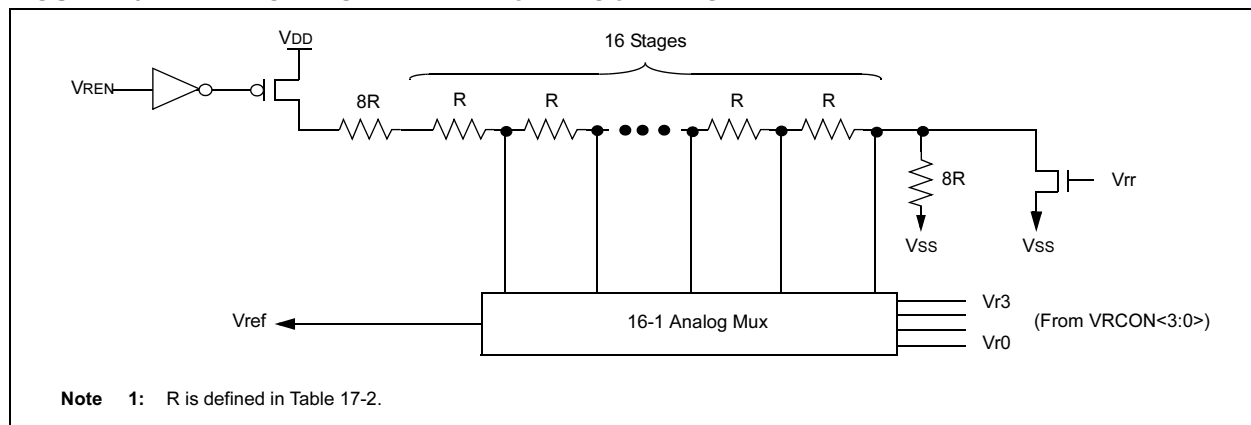 16 Stages
VDD
VREN
8R
R
R
R
R
8R
Vrr
VSS
VSS
Vr3
Vref
16-1 Analog Mux
(From VRCON<3:0>)
Vr0
Note 1: R is defined in Table 17-2.